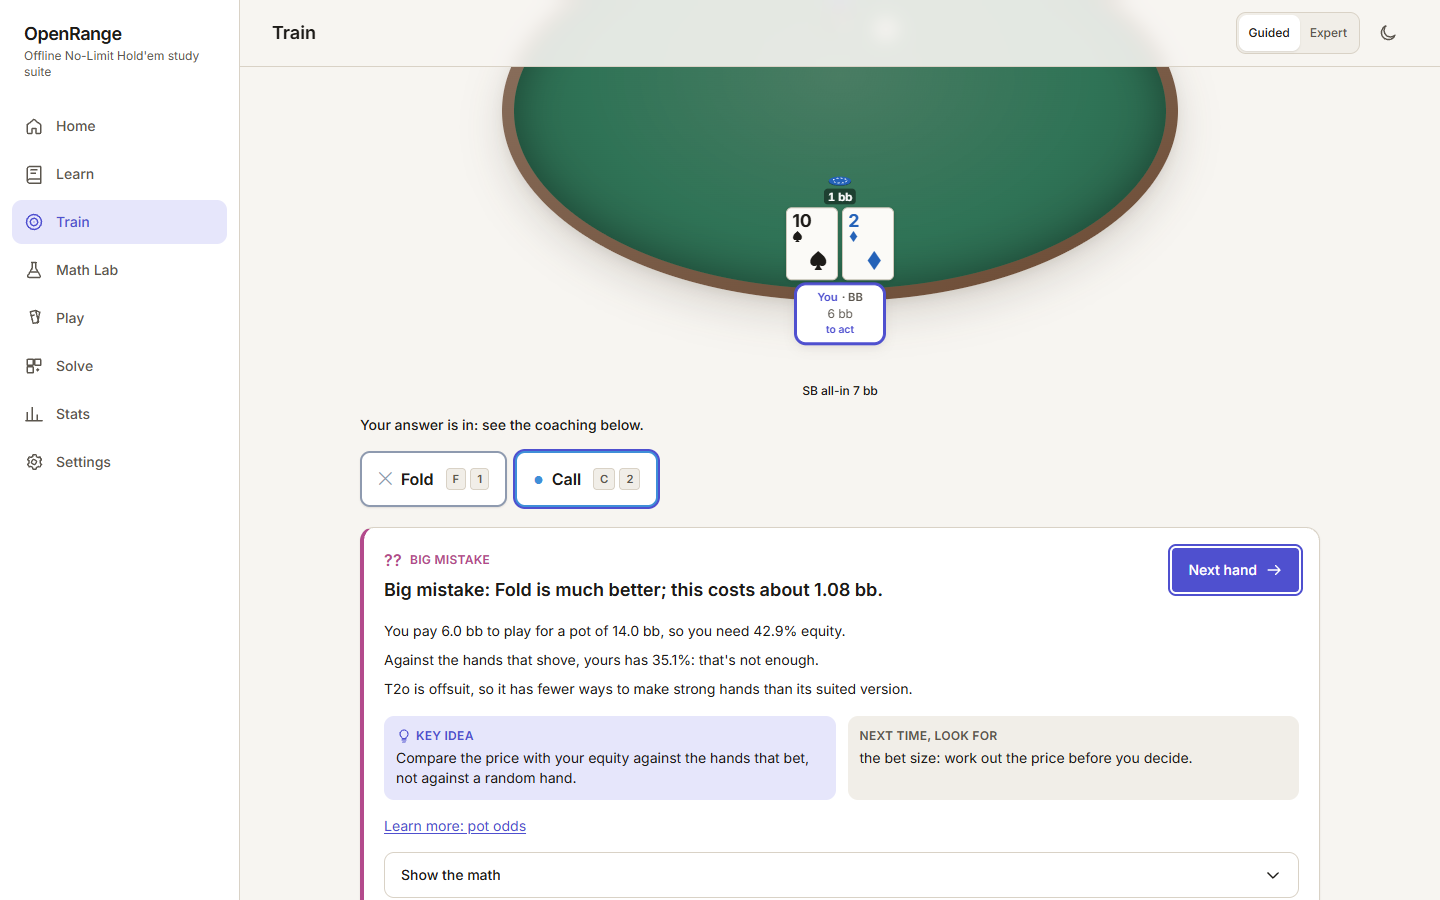 OpenRange
Offline No-Limit Hold'em study
suite
Home
Learn
Train
Math Lab
Play
Solve
Stats
Settings
Train
Guided
Expert
1 bb
10
2
You · BB
6 bb
to act
SB all-in 7 bb
Your answer is in: see the coaching below.
Fold F 1
Call C 2
?? BIG MISTAKE
Big mistake: Fold is much better; this costs about 1.08 bb.
Next hand
You pay 6.0 bb to play for a pot of 14.0 bb, so you need 42.9% equity.
Against the hands that shove, yours has 35.1%: that's not enough.
T2o is offsuit, so it has fewer ways to make strong hands than its suited version.
KEY IDEA
Compare the price with your equity against the hands that bet,
not against a random hand.
NEXT TIME, LOOK FOR
the bet size: work out the price before you decide.
Learn more: pot odds
Show the math